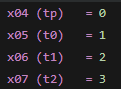 x04 (tp) = 0
x05 (t0) = 1
x06 (t1) = 2
x07 (t2) = 3